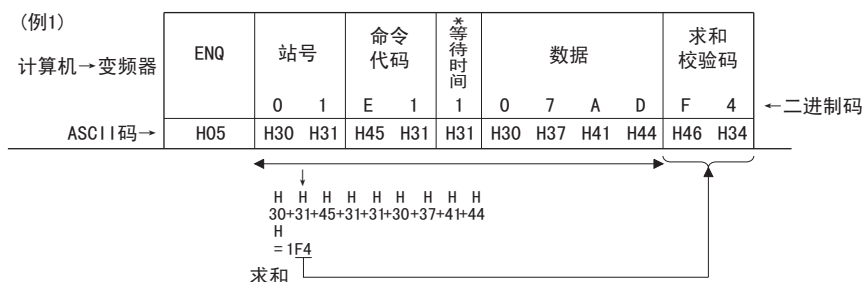 (例1)
计算机→变频器
ENQ
站号
命令
代码
*等待时间
数据
求和
校验码
0 1 E 1 1 0 7 A D F 4
←二进制码
ASCII码→ H05 H30 H31 H45 H31 H31 H30 H37 H41 H44 H46 H34
↓
H H H H H H H H H
30+31+45+31+31+30+37+41+44
H
=1F4
求和